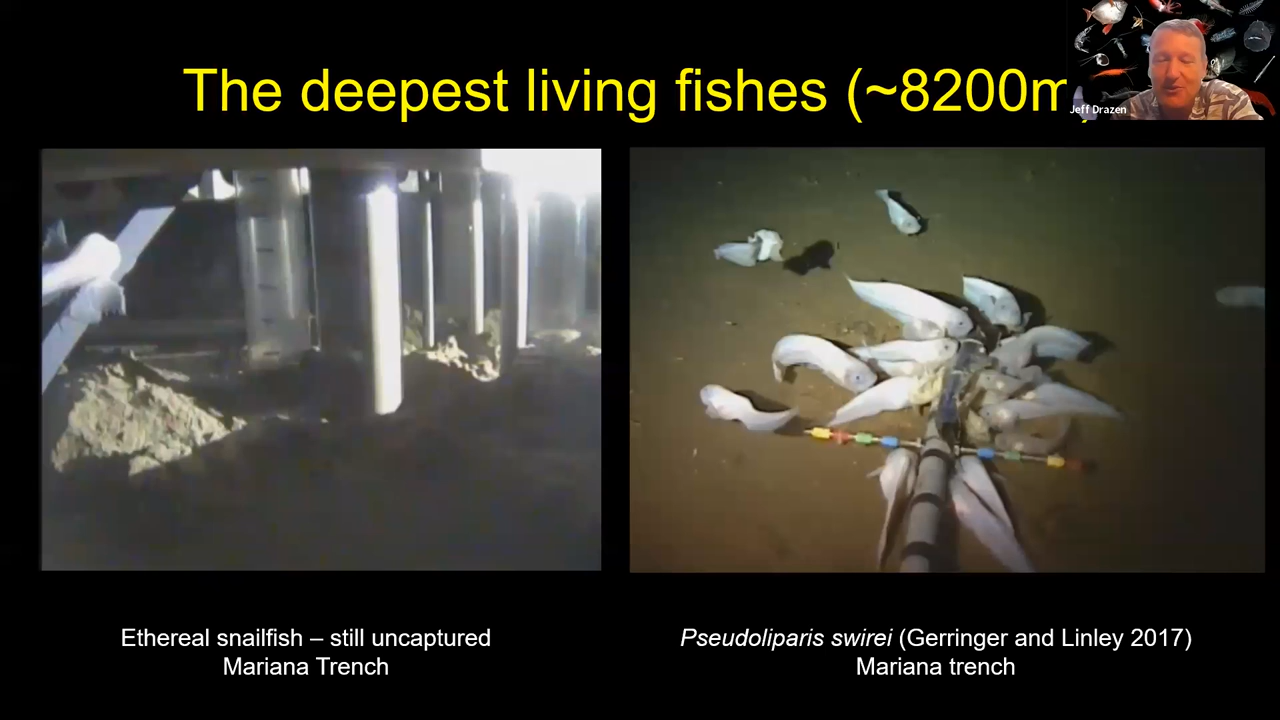 The deepest living fishes (~8200m)
Jeff Drazen
Ethereal snailfish – still uncaptured
Mariana Trench
Pseudoliparis swirei (Gerringer and Linley 2017)
Mariana trench